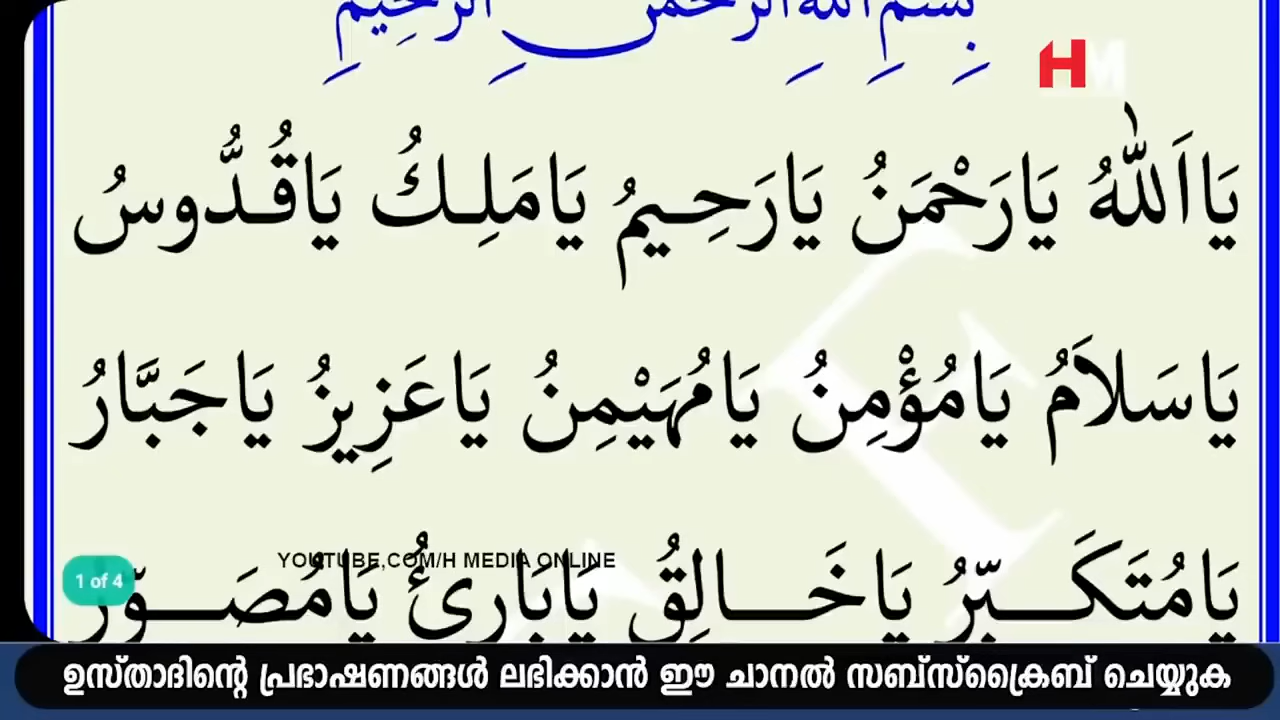 بِسْمِ اللهِ الرَّحْمٰنِ الرَّحِيمِ
HM
يَااَللّٰهُ يَارَحْمَنُ يَارَحِيمُ يَامَلِكُ يَاقُدُّوسُ
يَاسَلاَمُ يَامُؤْمِنُ يَامُهَيْمِنُ يَاعَزِيزُ يَاجَبَّارُ
YOUTUBE,COM/H MEDIA ONLINE
1 of 4
يَامُتَكَبِّرُ يَاخَالِقُ يَابَارِئُ يَامُصَوِّرُ
ഉസ്താദിന്റെ പ്രഭാഷണങ്ങൾ ലഭിക്കാൻ ഈ ചാനൽ സബ്സ്ക്രൈബ് ചെയ്യുക